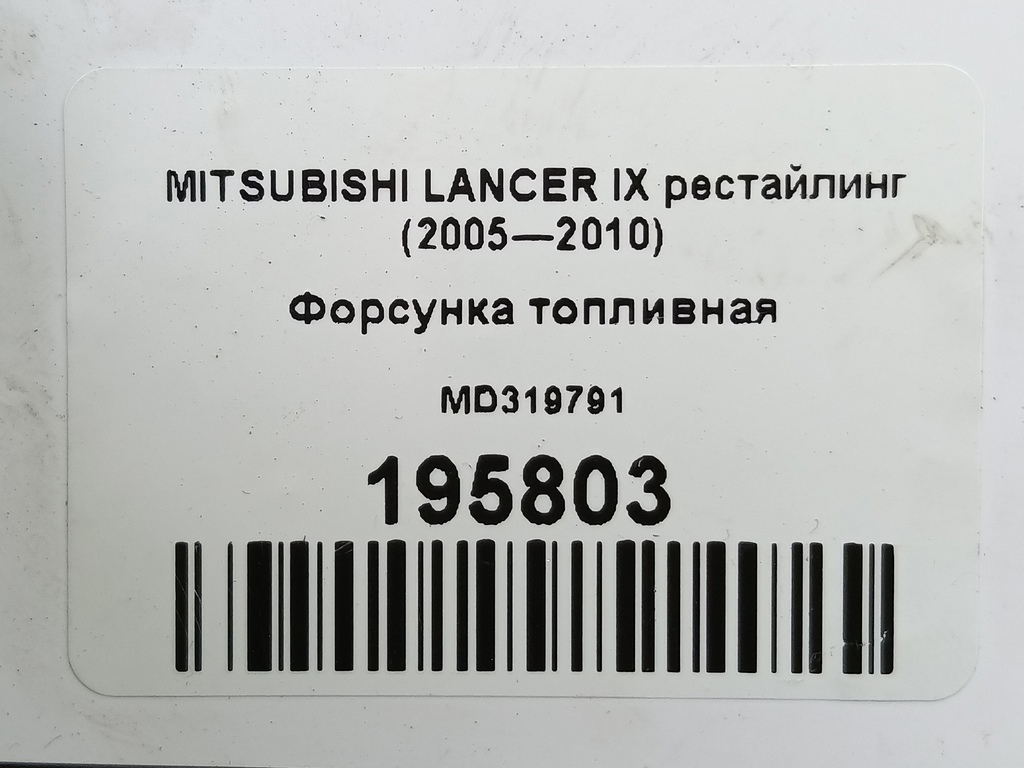 MITSUBISHI LANCER IX рестайлинг
(2005—2010)
Форсунка топливная
MD319791
195803